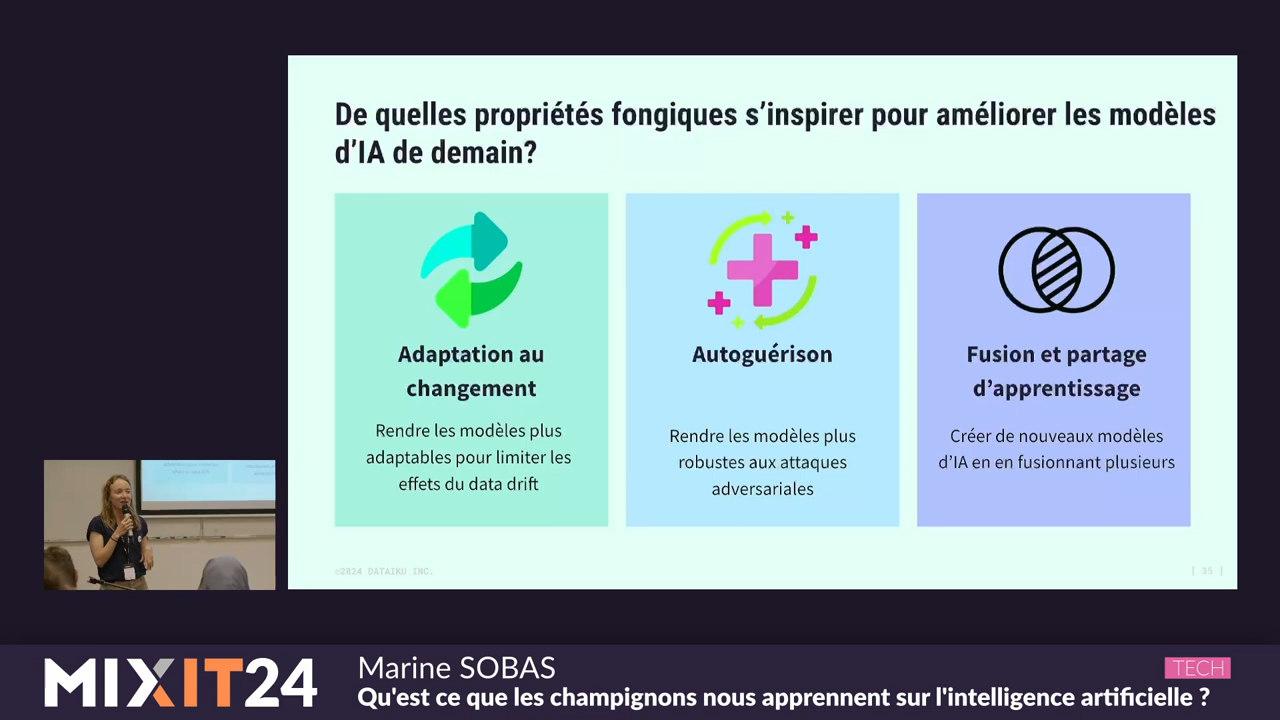 De quelles propriétés fongiques s’inspirer pour améliorer les modèles
d’IA de demain?
Adaptation au
changement
Rendre les modèles plus
adaptables pour limiter les
effets du data drift
Autoguérison
Rendre les modèles plus
robustes aux attaques
adversariales
Fusion et partage
d’apprentissage
Créer de nouveaux modèles
d’IA en en fusionnant plusieurs
©2024 DATAIKU INC.
[ 35 ]
MIXIT24
Marine SOBAS
TECH
Qu'est ce que les champignons nous apprennent sur l'intelligence artificielle ?